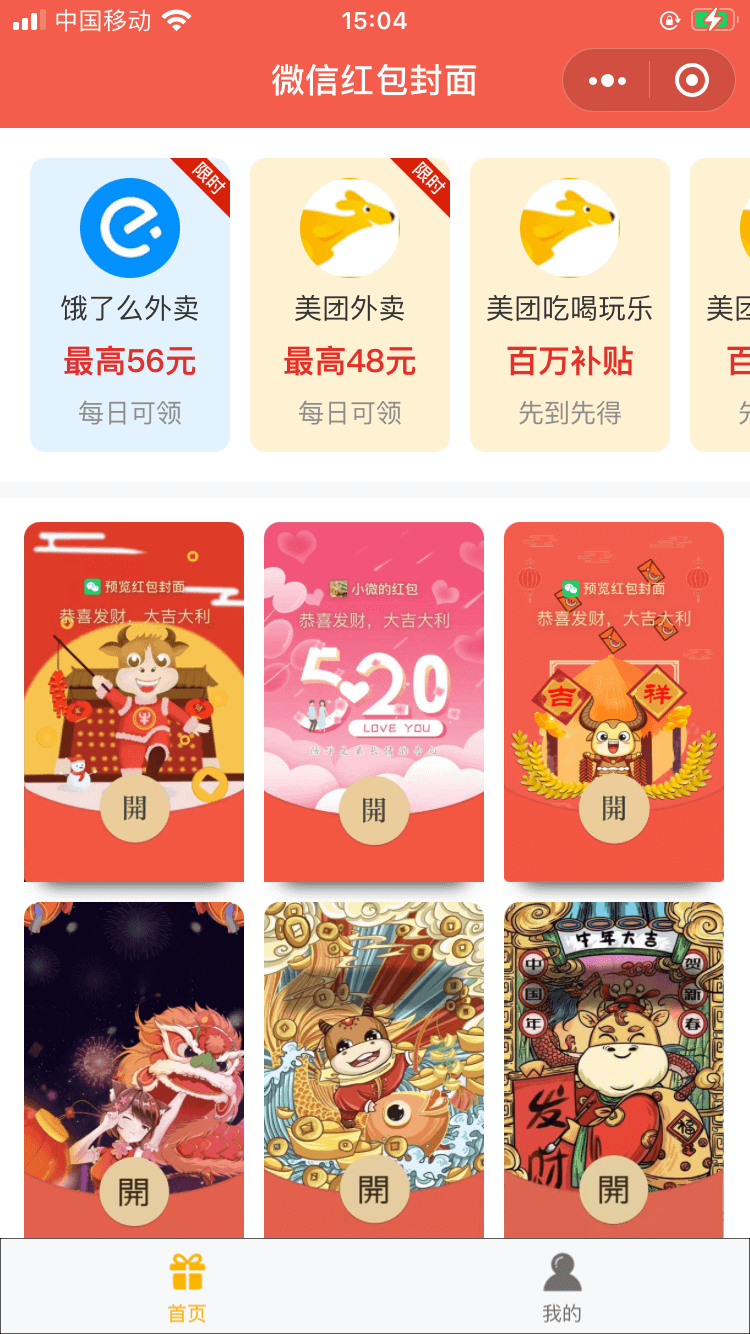 中国移动
15:04
微信红包封面
限时
限时
饿了么外卖
美团外卖
美团吃喝玩乐
美团
最高56元
最高48元
百万补贴
百
每日可领
每日可领
先到先得
先
预览红包封面
恭喜发财，大吉大利
開
小微的红包
恭喜发财，大吉大利
520
LOVE YOU
開
预览红包封面
恭喜发财，大吉大利
吉
祥
開
開
開
牛年大吉
中国年
贺新春
发财
福
開
首页
我的